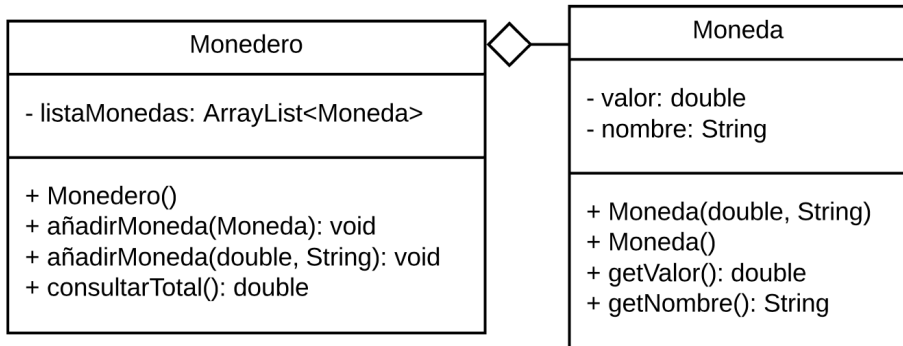 Monedero
- listaMonedas: ArrayList<Moneda>
+ Monedero()
+ añadirMoneda(Moneda): void
+ añadirMoneda(double, String): void
+ consultarTotal(): double
Moneda
- valor: double
- nombre: String
+ Moneda(double, String)
+ Moneda()
+ getValor(): double
+ getNombre(): String